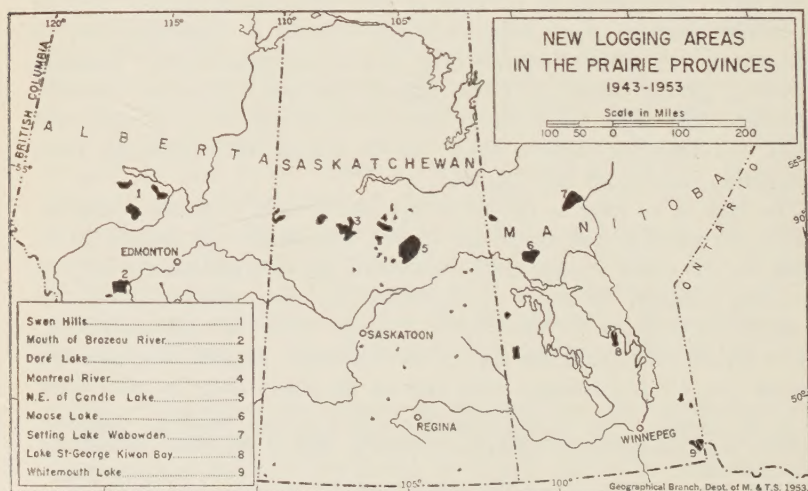 120°
115°
110°
105°
NEW LOGGING AREAS
IN THE PRAIRIE PROVINCES
1943-1953
Scale in Miles
100 50 0 100 200
BRITISH COLUMBIA
ALBERTA
SASKATCHEWAN
MANITOBA
ONTARIO
55°
55°
90°
50°
1
2
3
5
6
7
8
9
EDMONTON
SASKATOON
REGINA
WINNEPEG
Swan Hills 1
Mouth of Brazeau River 2
Doré Lake 3
Montreal River 4
N.E. of Candle Lake 5
Moose Lake 6
Setting Lake Wabowden 7
Lake St-George Kiwon Bay 8
Whitemouth Lake 9
105°
100°
Geographical Branch, Dept. of M. & T.S. 1953